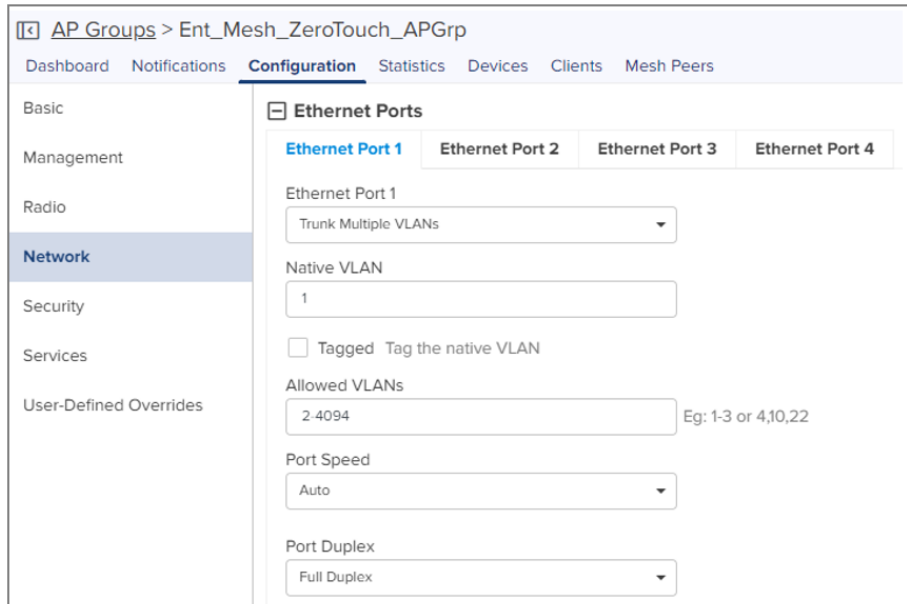 AP Groups > Ent_Mesh_ZeroTouch_APGrp
Dashboard Notifications Configuration Statistics Devices Clients Mesh Peers
Basic
Management
Radio
Network
Security
Services
User-Defined Overrides
Ethernet Ports
Ethernet Port 1 Ethernet Port 2 Ethernet Port 3 Ethernet Port 4
Ethernet Port 1
Trunk Multiple VLANs
Native VLAN
1
Tagged Tag the native VLAN
Allowed VLANs
2-4094 Eg: 1-3 or 4,10,22
Port Speed
Auto
Port Duplex
Full Duplex